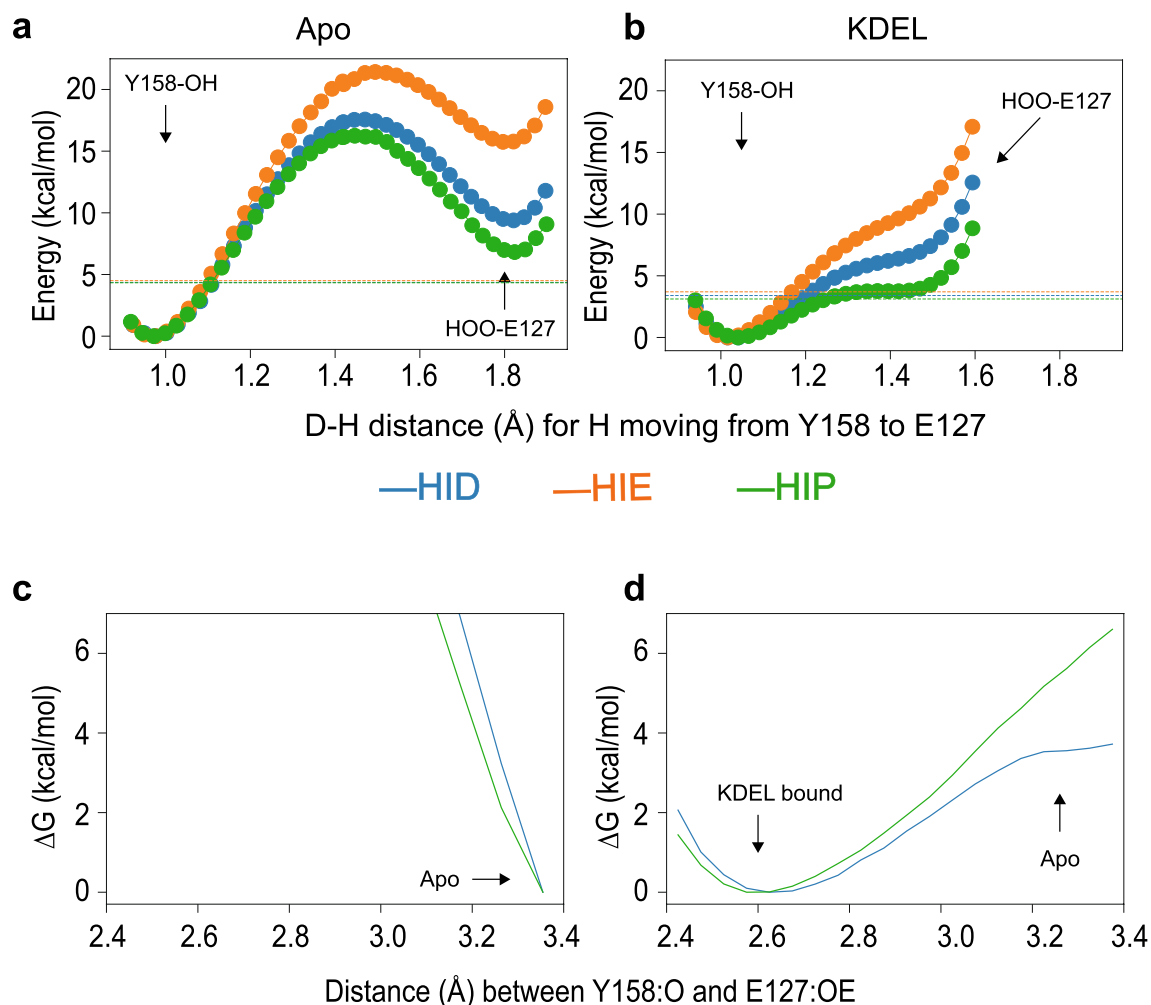 a
Apo
b
KDEL
Energy (kcal/mol)
20
15
10
5
0
Y158-OH
HOO-E127
1.0 1.2 1.4 1.6 1.8
Energy (kcal/mol)
20
15
10
5
0
Y158-OH
HOO-E127
1.0 1.2 1.4 1.6 1.8
D-H distance (Å) for H moving from Y158 to E127
HID HIE HIP
c
ΔG (kcal/mol)
6
4
2
0
Apo
2.4 2.6 2.8 3.0 3.2 3.4
d
ΔG (kcal/mol)
6
4
2
0
KDEL bound
Apo
2.4 2.6 2.8 3.0 3.2 3.4
Distance (Å) between Y158:O and E127:OE